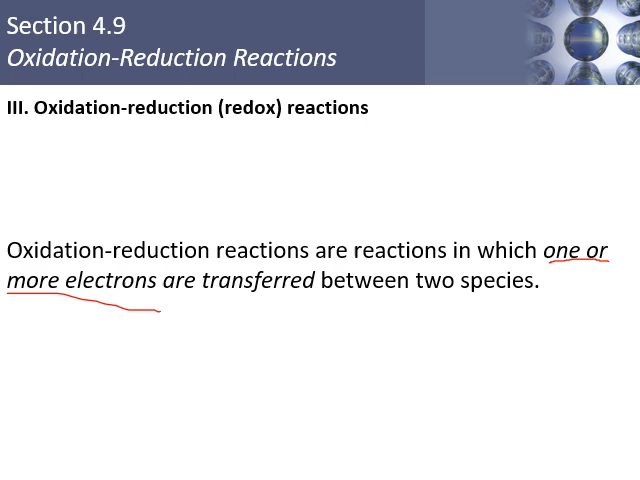 Section 4.9
Oxidation-Reduction Reactions
III. Oxidation-reduction (redox) reactions
Oxidation-reduction reactions are reactions in which one or
more electrons are transferred between two species.